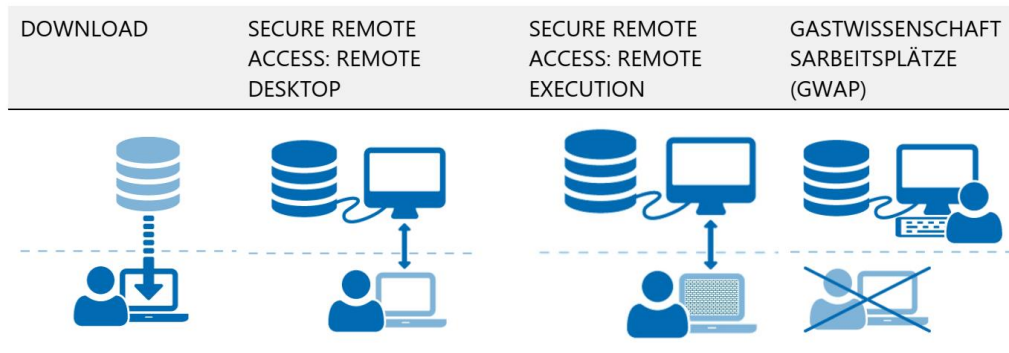 DOWNLOAD
SECURE REMOTE
ACCESS: REMOTE
DESKTOP
SECURE REMOTE
ACCESS: REMOTE
EXECUTION
GASTWISSENSCHAFT
SARBEITSPLÄTZE
(GWAP)